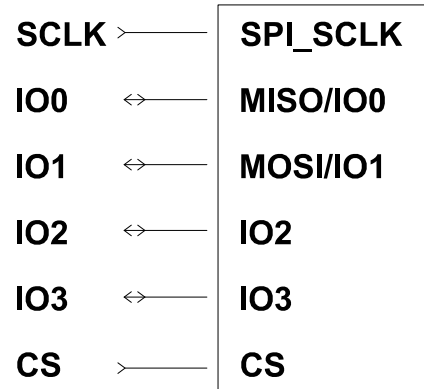 SCLK SPI_SCLK
IO0 MISO/IO0
IO1 MOSI/IO1
IO2 IO2
IO3 IO3
CS CS